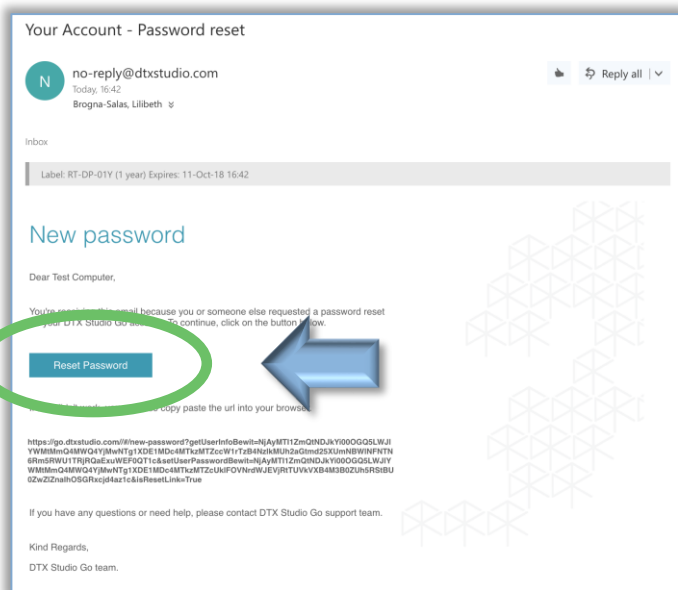 Your Account - Password reset
N
no-reply@dtxstudio.com
Reply all
Today, 16:42
Brogna-Salas, Lilibeth
Inbox
Label: RT-DP-01Y (1 year) Expires: 11-Oct-18 16:42
New password
Dear Test Computer,
You're receiving this email because you or someone else requested a password reset
your DTX Studio Go To continue, click on the button below.
Reset Password
copy paste the url into your browser
https://go.dtxstudio.com//#/new-password?getUserInfoBewit=NjAyMTI1ZmQtNDJkYi00OGQ5LWJl
YWMtMmQ4MWQ4YjMwNTg1XDE1MDc4MTkzMTZccW1rTzB4NzlkMUh2aGtmd25XUmNBWlNFNTN
6Rm5RWU1TRjRQaExuWEF0QT1c&setUserPasswordBewit=NjAyMTI1ZmQtNDJkYi00OGQ5LWJlY
WMtMmQ4MWQ4YjMwNTg1XDE1MDc4MTkzMTZcUklFOVNrdWJEVjRtTUVkVXB4M3B0ZUh5RStBU
0ZwZlZnalhOSGRxcjd4az1c&isResetLink=True
If you have any questions or need help, please contact DTX Studio Go support team.
Kind Regards,
DTX Studio Go team.